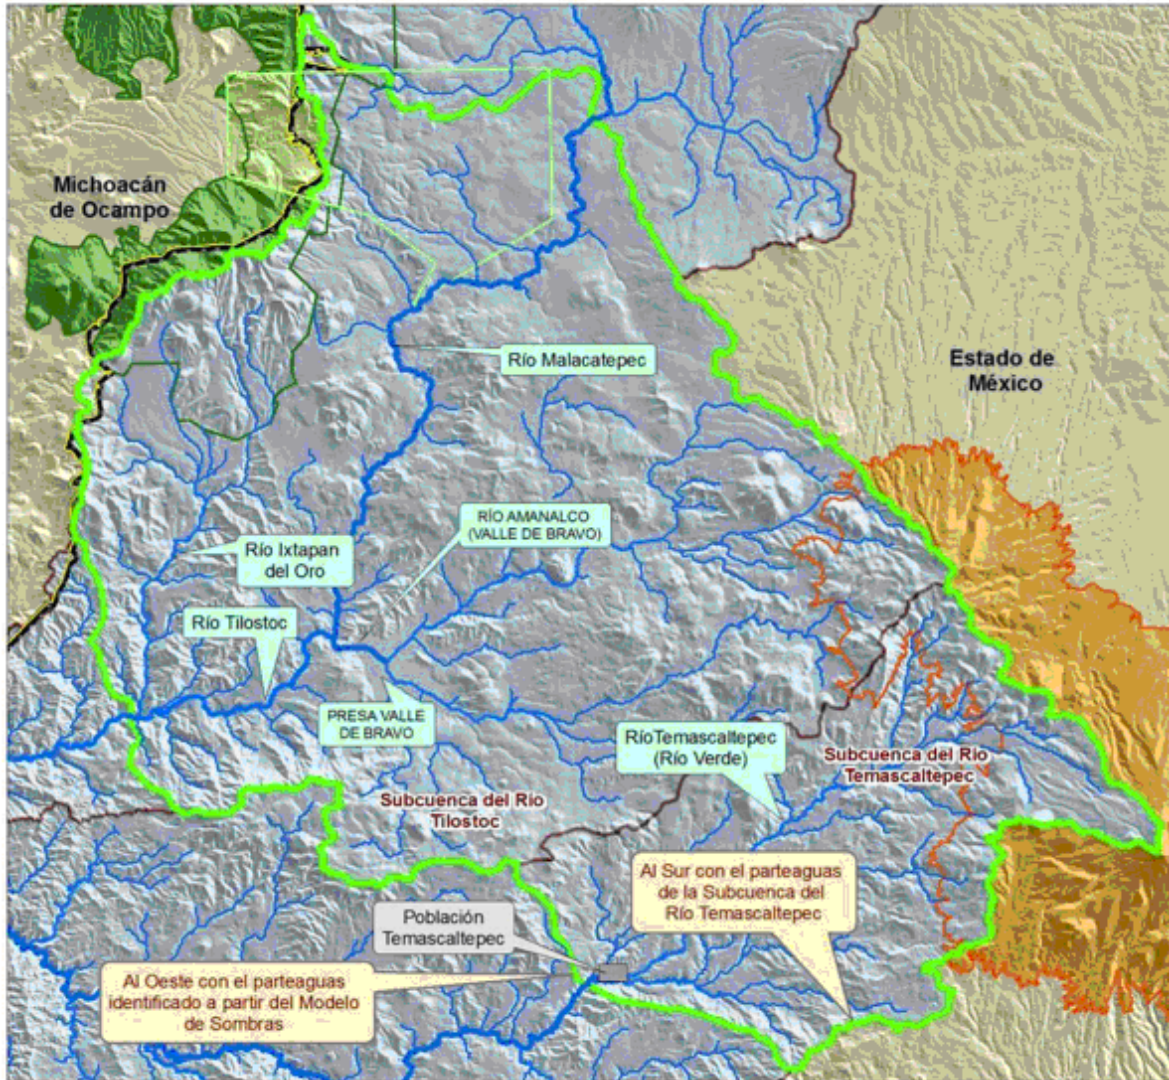 Michoacán
de Ocampo
Río Malacatepec
Estado de
México
RÍO AMANALCO
(VALLE DE BRAVO)
Río Ixtapan
del Oro
Río Tilostoc
PRESA VALLE
DE BRAVO
RíoTemascaltepec
(Río Verde)
Subcuenca del Río
Temascaltepec
Subcuenca del Río
Tilostoc
Al Sur con el parteaguas
de la Subcuenca del
Río Temascaltepec
Población
Temascaltepec
Al Oeste con el parteaguas
identificado a partir del Modelo
de Sombras